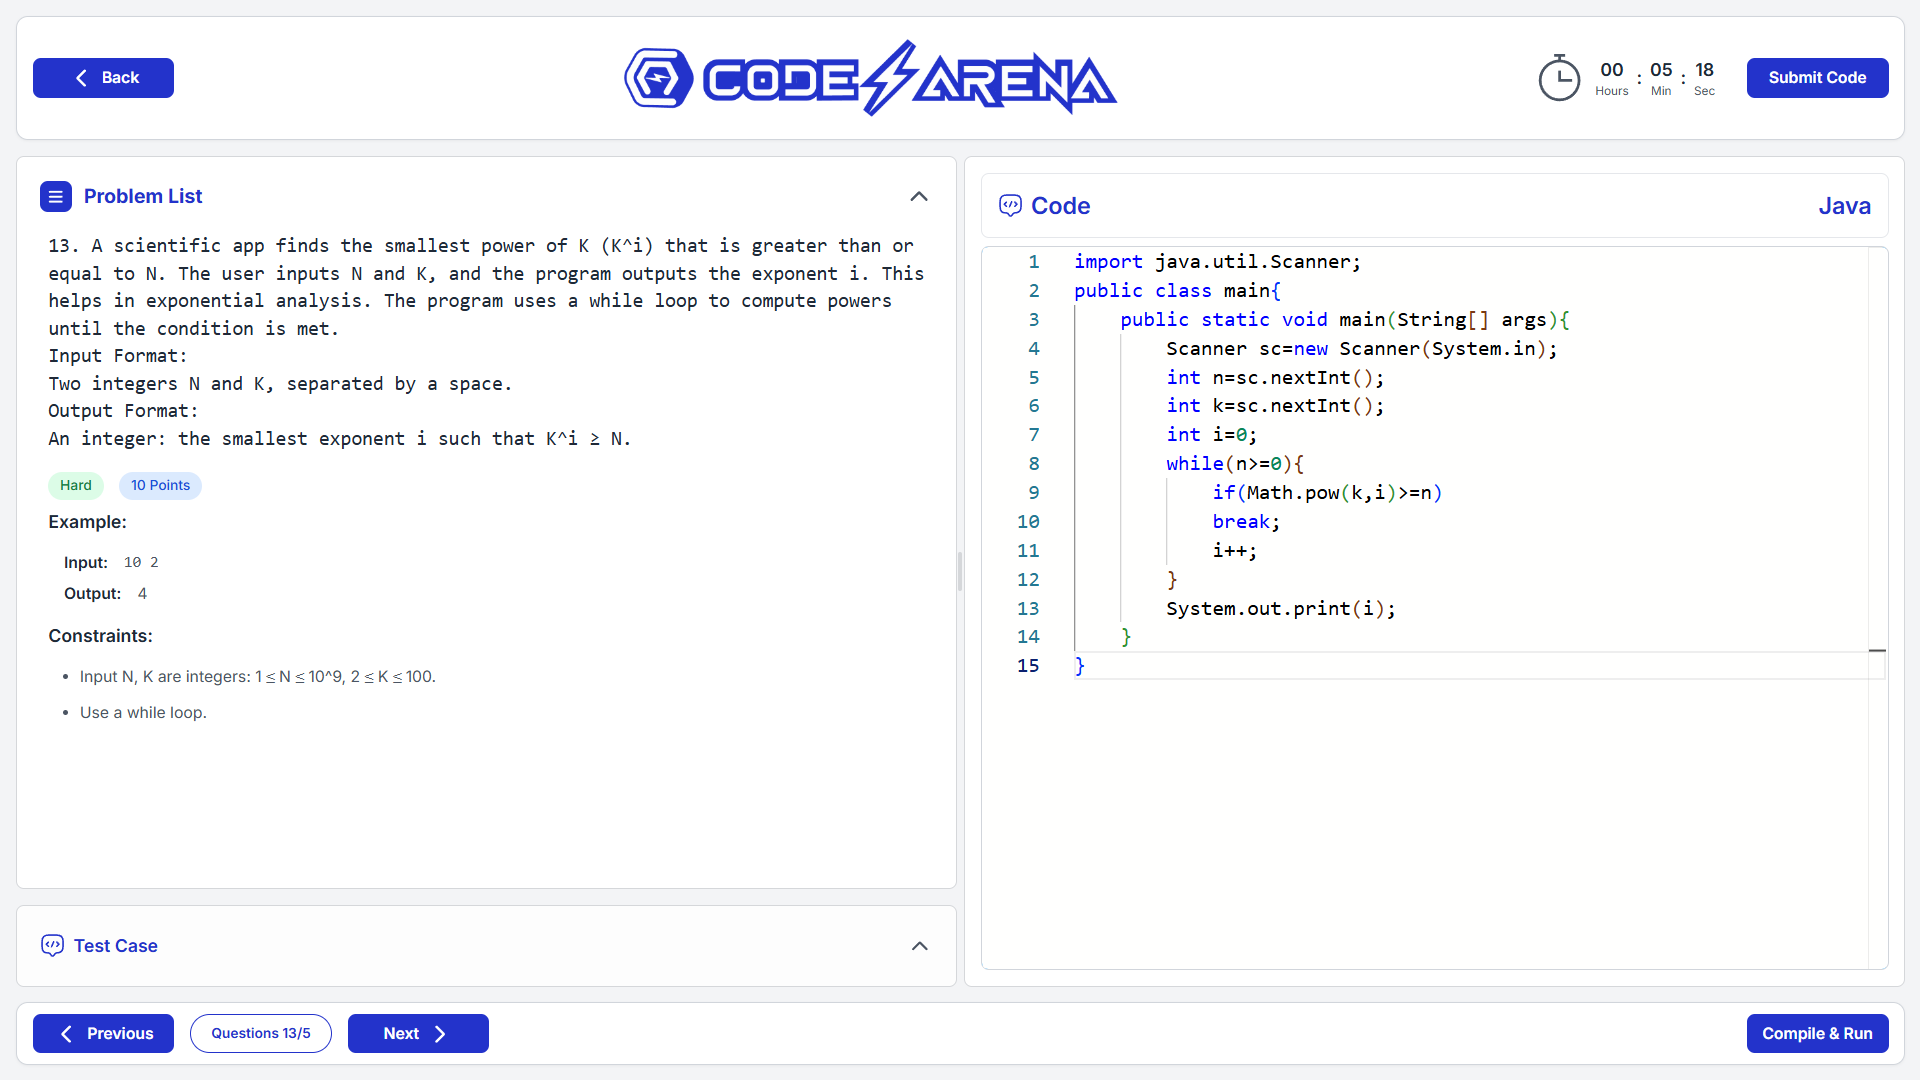 Back
CODE ARENA
00 : 05 : 18
Hours Min Sec
Submit Code
Problem List
13. A scientific app finds the smallest power of K (K^i) that is greater than or
equal to N. The user inputs N and K, and the program outputs the exponent i. This
helps in exponential analysis. The program uses a while loop to compute powers
until the condition is met.
Input Format:
Two integers N and K, separated by a space.
Output Format:
An integer: the smallest exponent i such that K^i ≥ N.
Hard
10 Points
Example:
Input: 10 2
Output: 4
Constraints:
• Input N, K are integers: 1 ≤ N ≤ 10^9, 2 ≤ K ≤ 100.
• Use a while loop.
Test Case
Code
Java
1 import java.util.Scanner;
2 public class main{
3     public static void main(String[] args){
4         Scanner sc=new Scanner(System.in);
5         int n=sc.nextInt();
6         int k=sc.nextInt();
7         int i=0;
8         while(n>=0){
9             if(Math.pow(k,i)>=n)
10             break;
11             i++;
12         }
13         System.out.print(i);
14     }
15 }
Previous
Questions 13/5
Next
Compile & Run